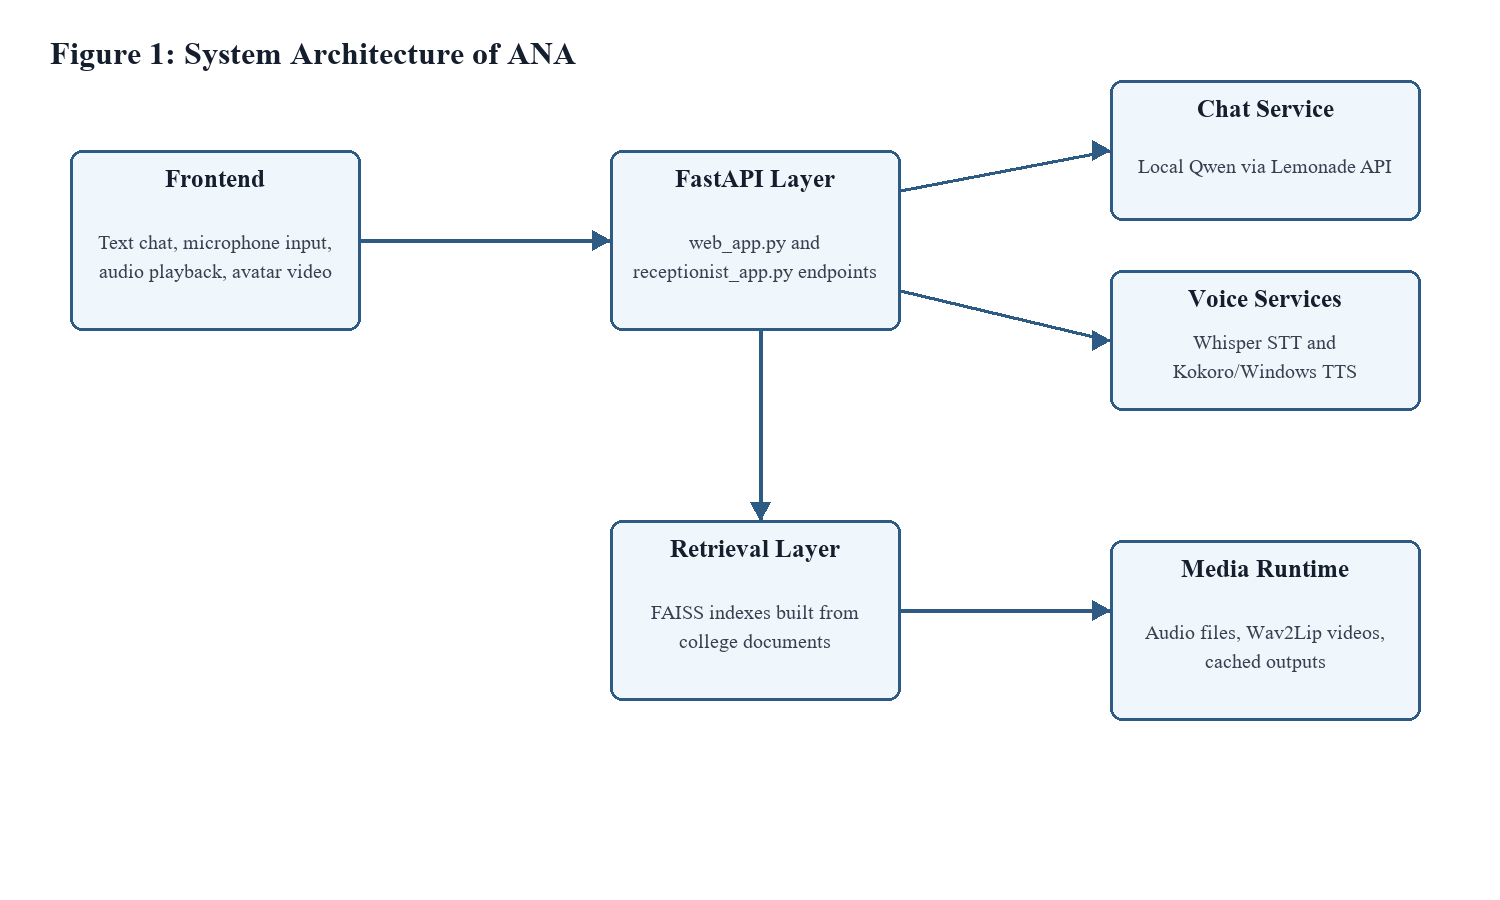 Figure 1: System Architecture of ANA
Frontend
Text chat, microphone input,
audio playback, avatar video
FastAPI Layer
web_app.py and
receptionist_app.py endpoints
Chat Service
Local Qwen via Lemonade API
Voice Services
Whisper STT and
Kokoro/Windows TTS
Retrieval Layer
FAISS indexes built from
college documents
Media Runtime
Audio files, Wav2Lip videos,
cached outputs